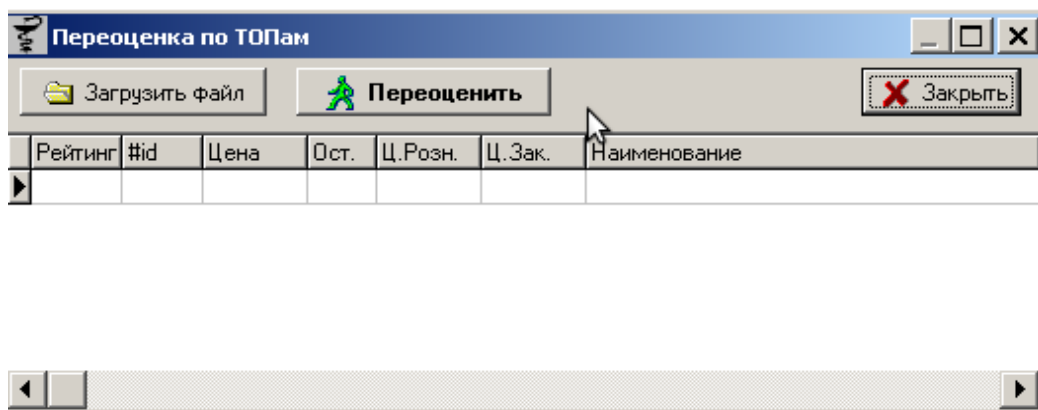 Переоценка по ТОПам
Загрузить файл Переоценить Закрыть
Рейтинг #id Цена Ост. Ц.Розн. Ц.Зак. Наименование